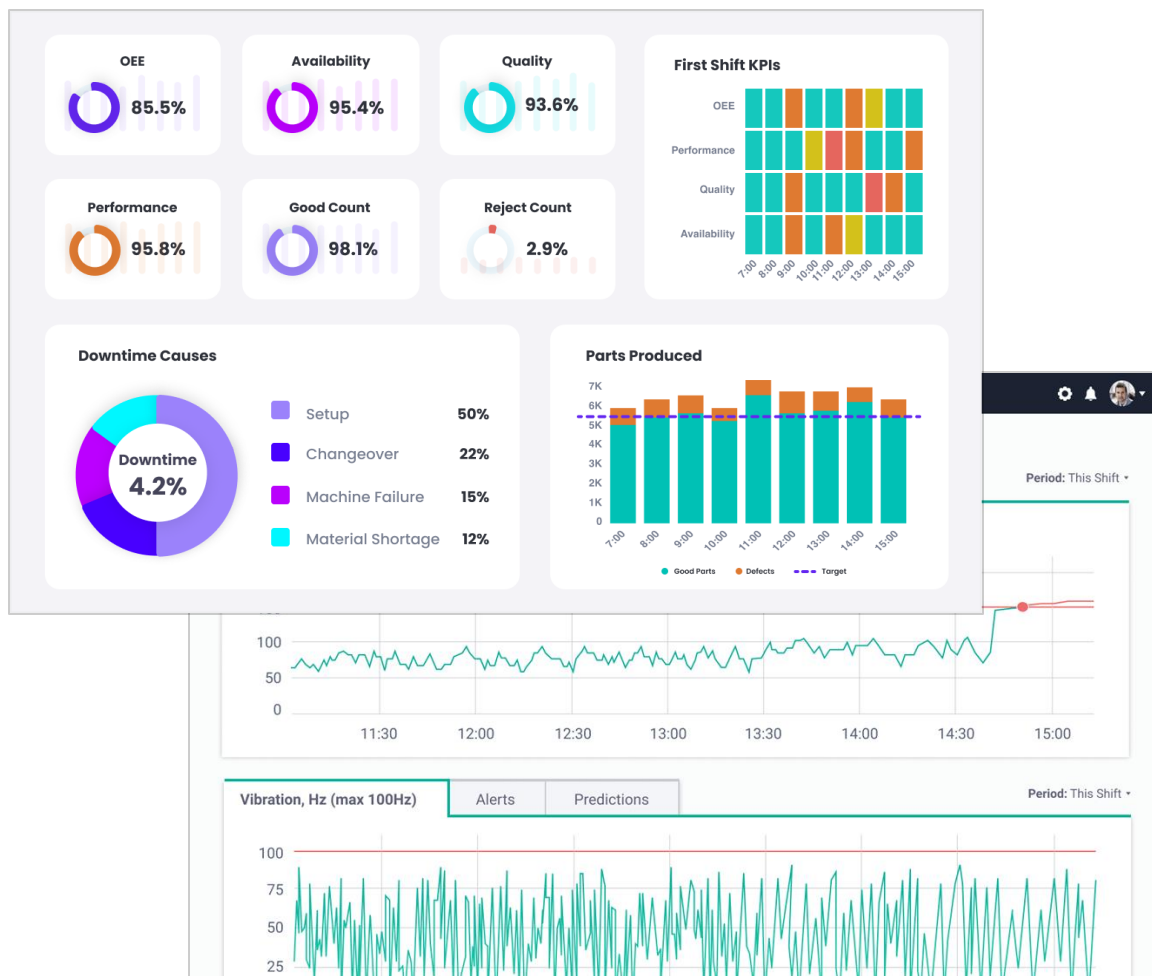 OEE
85.5%
Availability
95.4%
Quality
93.6%
Performance
95.8%
Good Count
98.1%
Reject Count
2.9%
First Shift KPIs
OEE
Performance
Quality
Availability
7:00 8:00 9:00 10:00 11:00 12:00 13:00 14:00 15:00
Downtime Causes
Downtime
4.2%
Setup 50%
Changeover 22%
Machine Failure 15%
Material Shortage 12%
Parts Produced
7K
6K
5K
4K
3K
2K
1K
0
7:00 8:00 9:00 10:00 11:00 12:00 13:00 14:00 15:00
Good Parts Defects Target
Period: This Shift
100
50
0
11:30 12:00 12:30 13:00 13:30 14:00 14:30 15:00
Vibration, Hz (max 100Hz) Alerts Predictions
Period: This Shift
100
75
50
25